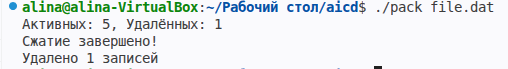 alina@alina-VirtualBox:~/Рабочий стол/aicd$ ./pack file.dat
Активных: 5, Удалённых: 1
Сжатие завершено!
Удалено 1 записей